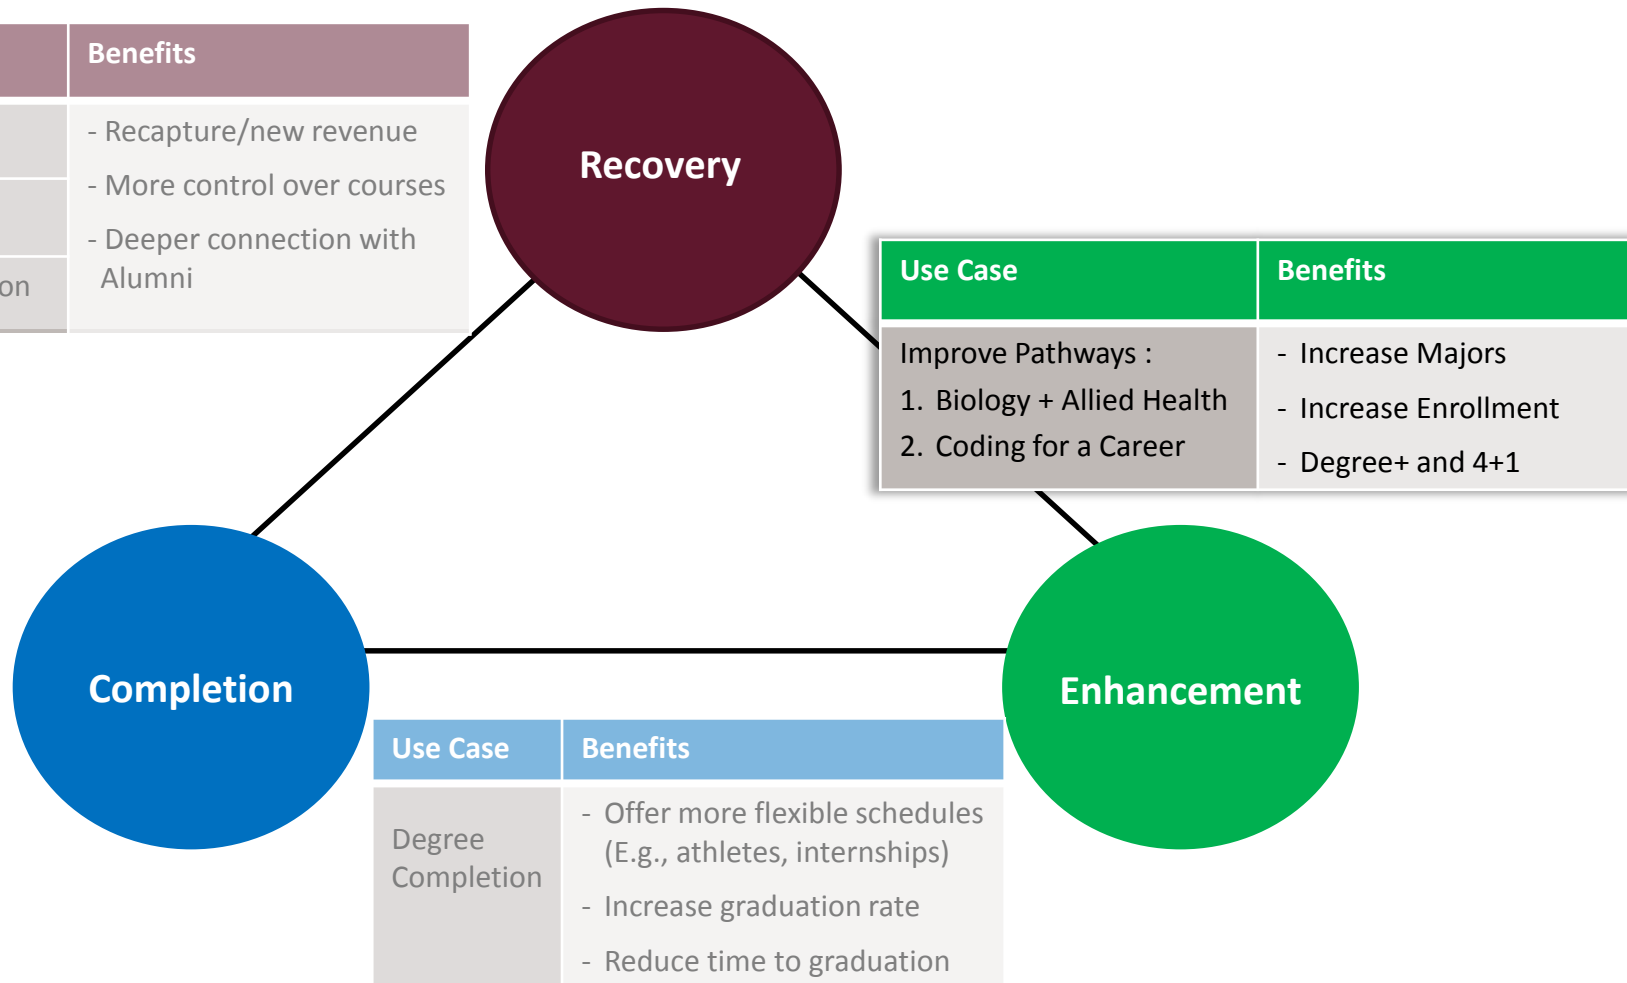 Benefits
- Recapture/new revenue
- More control over courses
- Deeper connection with
Alumni
on
Recovery
Use Case
Benefits
Improve Pathways :
1. Biology + Allied Health
2. Coding for a Career
- Increase Majors
- Increase Enrollment
- Degree+ and 4+1
Completion
Enhancement
Use Case
Benefits
Degree
Completion
- Offer more flexible schedules
(E.g., athletes, internships)
- Increase graduation rate
- Reduce time to graduation